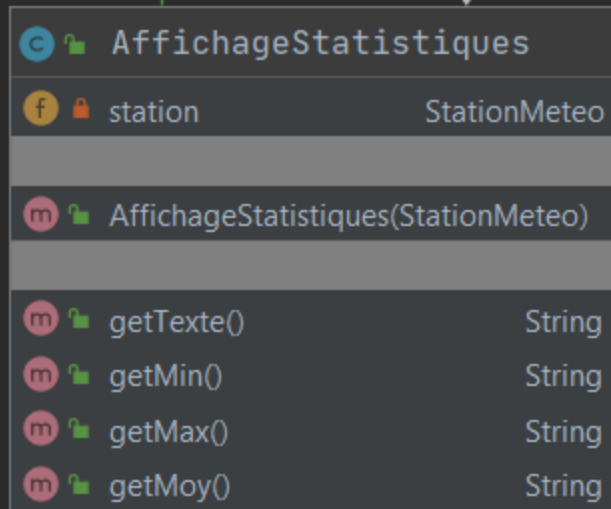 AffichageStatistiques
station StationMeteo
AffichageStatistiques(StationMeteo)
getTexte() String
getMin() String
getMax() String
getMoy() String